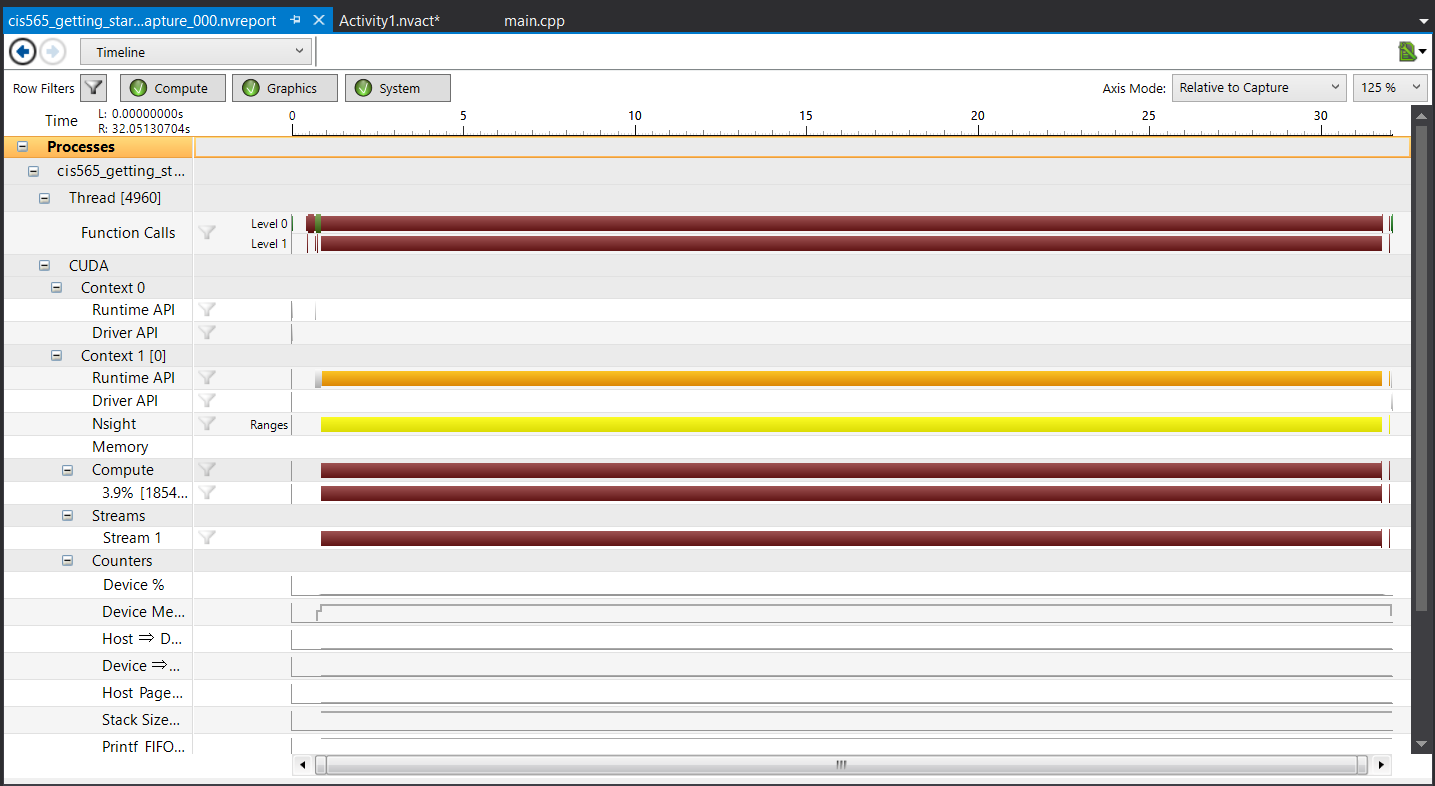 cis565_getting_star...apture_000.nvreport Activity1.nvact* main.cpp
Timeline
Row Filters Compute Graphics System Axis Mode: Relative to Capture 125 %
Time L: 0.00000000s 0 5 10 15 20 25 30
R: 32.05130704s
Processes
cis565_getting_st...
Thread [4960]
Function Calls Level 0
Level 1
CUDA
Context 0
Runtime API
Driver API
Context 1 [0]
Runtime API
Driver API
Nsight Ranges
Memory
Compute
3.9% [1854...
Streams
Stream 1
Counters
Device %
Device Me...
Host ⇒ D...
Device ⇒...
Host Page...
Stack Size...
Printf FIFO...